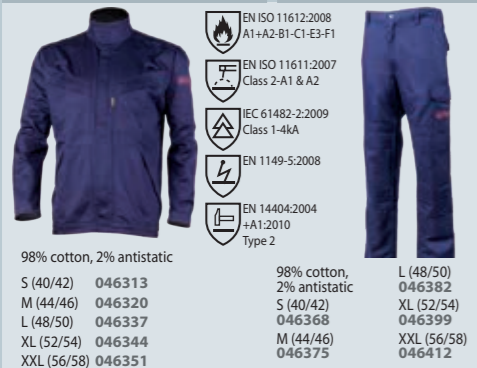 EN ISO 11612:2008
A1+A2-B1-C1-E3-F1
EN ISO 11611:2007
Class 2-A1 & A2
IEC 61482-2:2009
Class 1-4kA
EN 1149-5:2008
EN 14404:2004
+A1:2010
Type 2
98% cotton, 2% antistatic
S (40/42) 046313
M (44/46) 046320
L (48/50) 046337
XL (52/54) 046344
XXL (56/58) 046351
98% cotton,
2% antistatic
S (40/42)
046368
M (44/46)
046375
L (48/50)
046382
XL (52/54)
046399
XXL (56/58)
046412